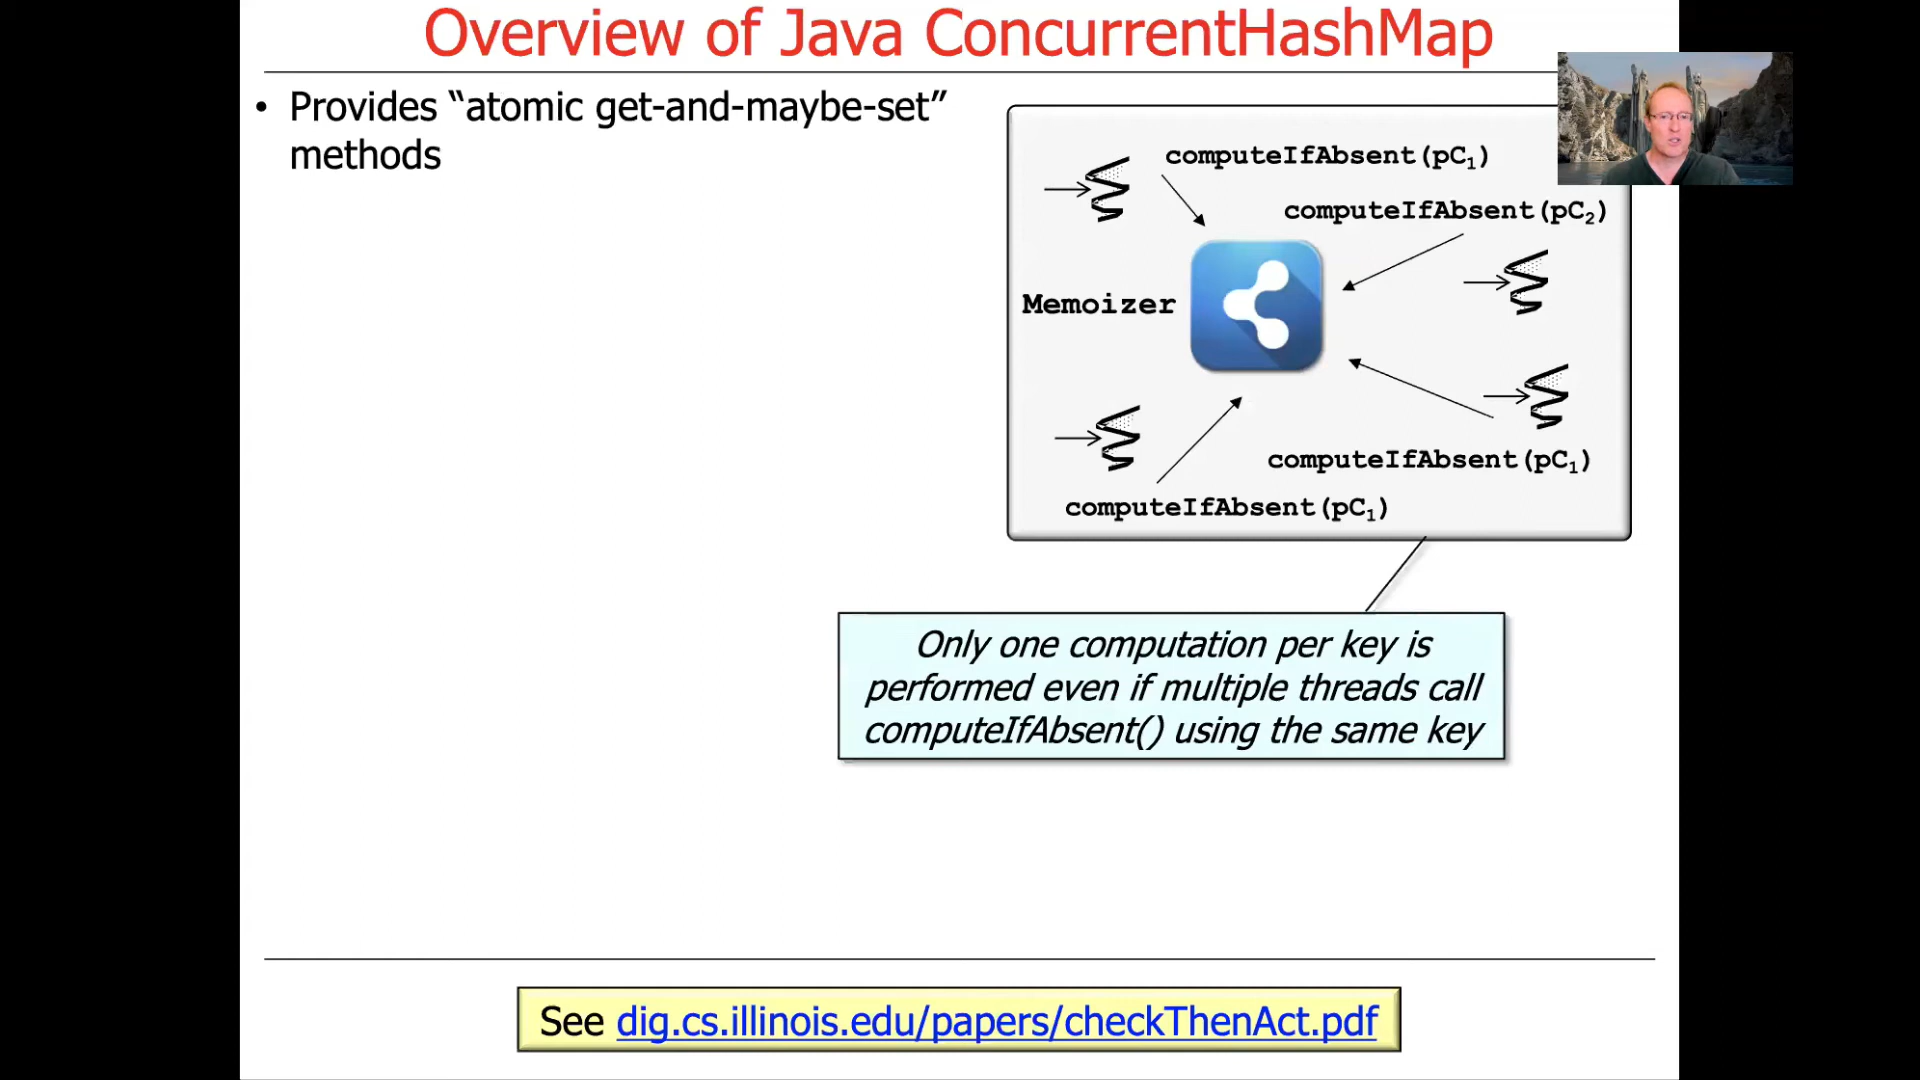 Overview of Java ConcurrentHashMap
• Provides “atomic get-and-maybe-set”
methods
computeIfAbsent(pC₁)
computeIfAbsent(pC₂)
Memoizer
computeIfAbsent(pC₁)
computeIfAbsent(pC₁)
Only one computation per key is
performed even if multiple threads call
computeIfAbsent() using the same key
See dig.cs.illinois.edu/papers/checkThenAct.pdf